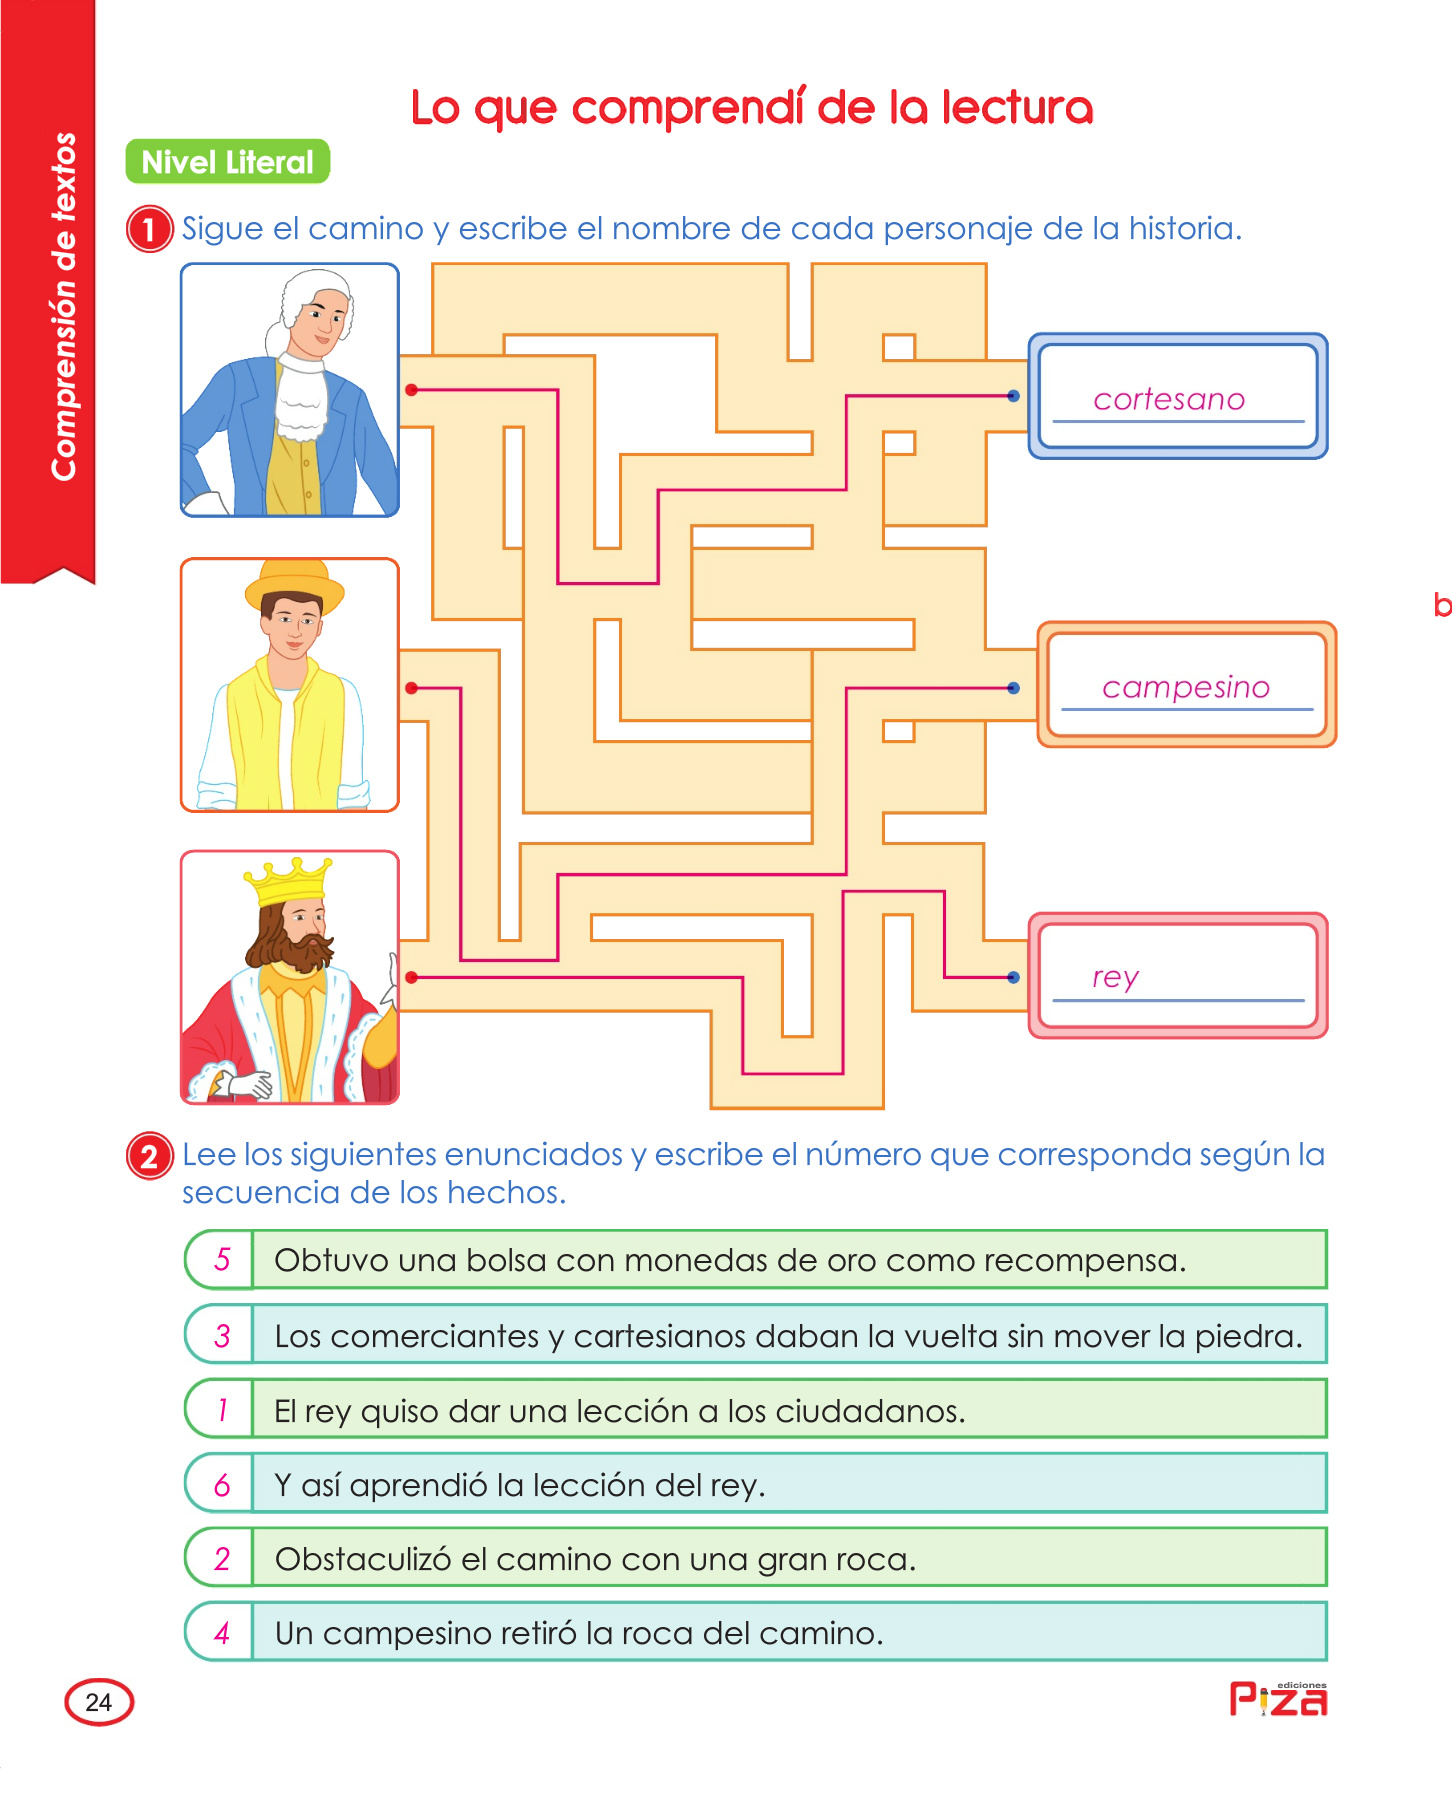 Comprensión de textos
Lo que comprendí de la lectura
Nivel Literal
1 Sigue el camino y escribe el nombre de cada personaje de la historia.
cortesano
campesino
rey
b
2 Lee los siguientes enunciados y escribe el número que corresponda según la
secuencia de los hechos.
5 Obtuvo una bolsa con monedas de oro como recompensa.
3 Los comerciantes y cartesianos daban la vuelta sin mover la piedra.
1 El rey quiso dar una lección a los ciudadanos.
6 Y así aprendió la lección del rey.
2 Obstaculizó el camino con una gran roca.
4 Un campesino retiró la roca del camino.
24
ediciones
Piza